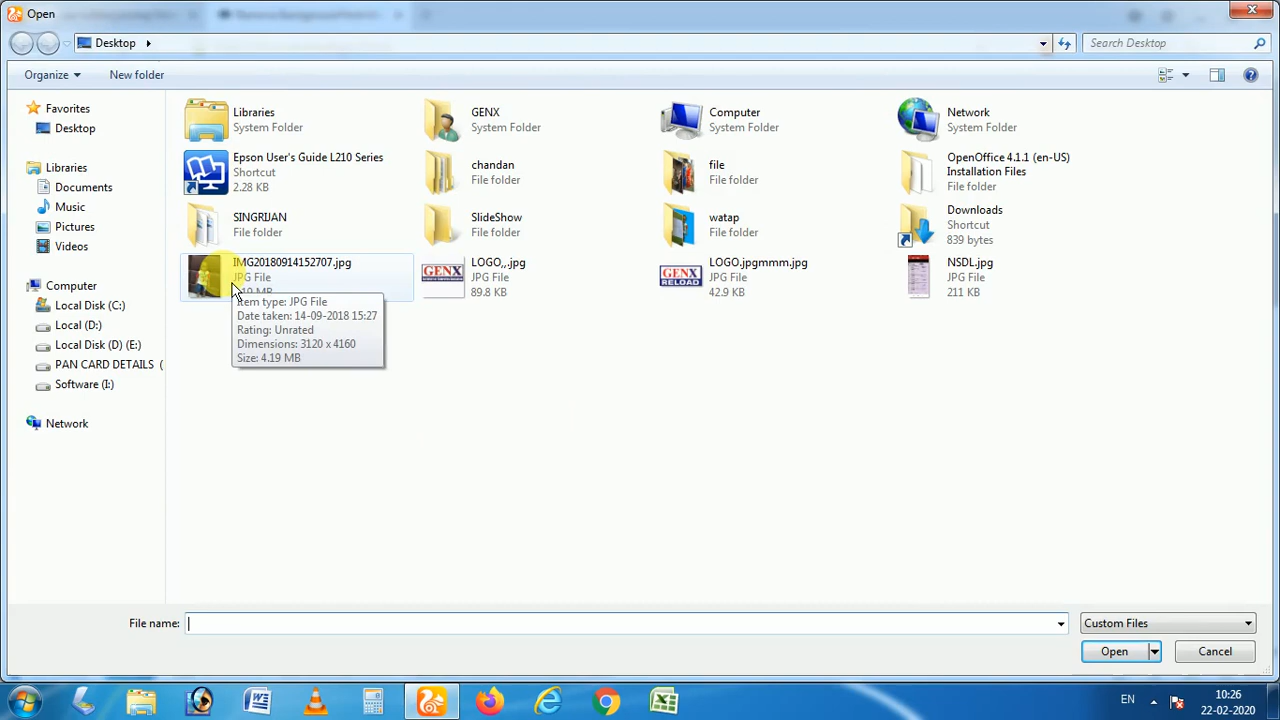 Open
Desktop
Search Desktop
Organize
New folder
Favorites
Desktop
Libraries
Documents
Music
Pictures
Videos
Computer
Local Disk (C:)
Local (D:)
Local Disk (D) (E:)
PAN CARD DETAILS (
Software (I:)
Network
Libraries
System Folder
GENX
System Folder
Computer
System Folder
Network
System Folder
Epson User's Guide L210 Series
Shortcut
2.28 KB
chandan
File folder
file
File folder
OpenOffice 4.1.1 (en-US)
Installation Files
File folder
SINGRIJAN
File folder
SlideShow
File folder
watap
File folder
Downloads
Shortcut
839 bytes
IMG20180914152707.jpg
JPG File
Item type: JPG File
Date taken: 14-09-2018 15:27
Rating: Unrated
Dimensions: 3120 x 4160
Size: 4.19 MB
GENX
LOGO,,.jpg
JPG File
89.8 KB
GENX
RELOAD
LOGO.jpgmmm.jpg
JPG File
42.9 KB
NSDL.jpg
JPG File
211 KB
File name:
Custom Files
Open
Cancel
EN
10:26
22-02-2020